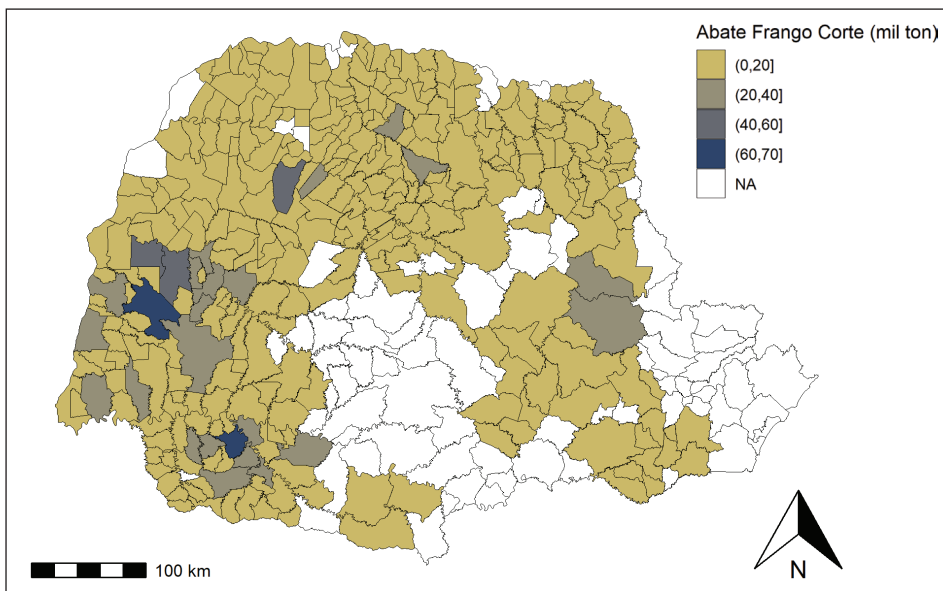 Abate Frango Corte (mil ton)
(0,20]
(20,40]
(40,60]
(60,70]
NA
100 km
N